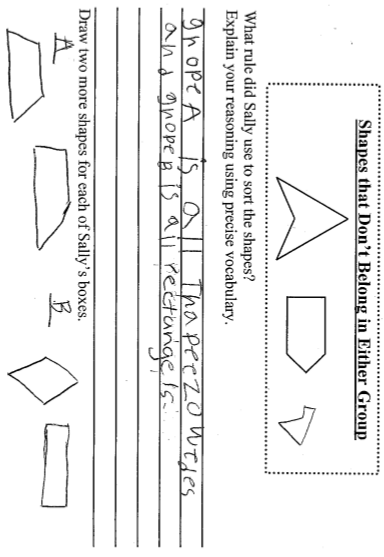 Shapes that Don't Belong in Either Group
What rule did Sally use to sort the shapes?
Explain your reasoning using precise vocabulary.
gnope A is all Thapezowides
and gnope B is all rectangels.
Draw two more shapes for each of Sally's boxes.
A B